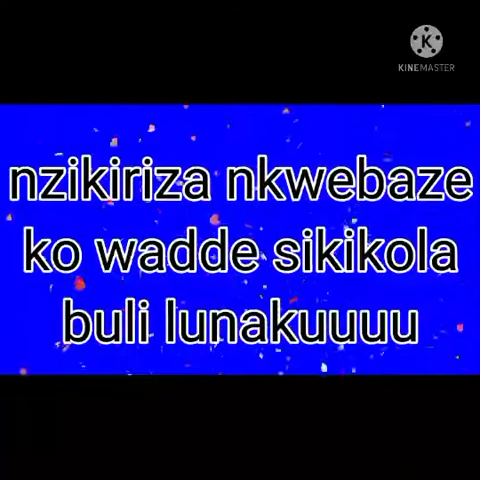 KINEMASTER
nzikiriza nkwebaze
ko wadde sikikola
buli lunakuuuu